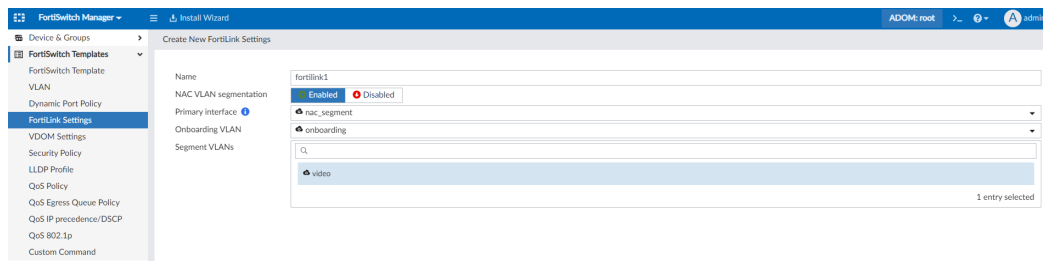 FortiSwitch Manager
Install Wizard
ADOM: root
>_
?
A
admin
Device & Groups
FortiSwitch Templates
FortiSwitch Template
VLAN
Dynamic Port Policy
FortiLink Settings
VDOM Settings
Security Policy
LLDP Profile
QoS Policy
QoS Egress Queue Policy
QoS IP precedence/DSCP
QoS 802.1p
Custom Command
Create New FortiLink Settings
Name fortilink1
NAC VLAN segmentation Enabled Disabled
Primary interface nac_segment
Onboarding VLAN onboarding
Segment VLANs
video
1 entry selected